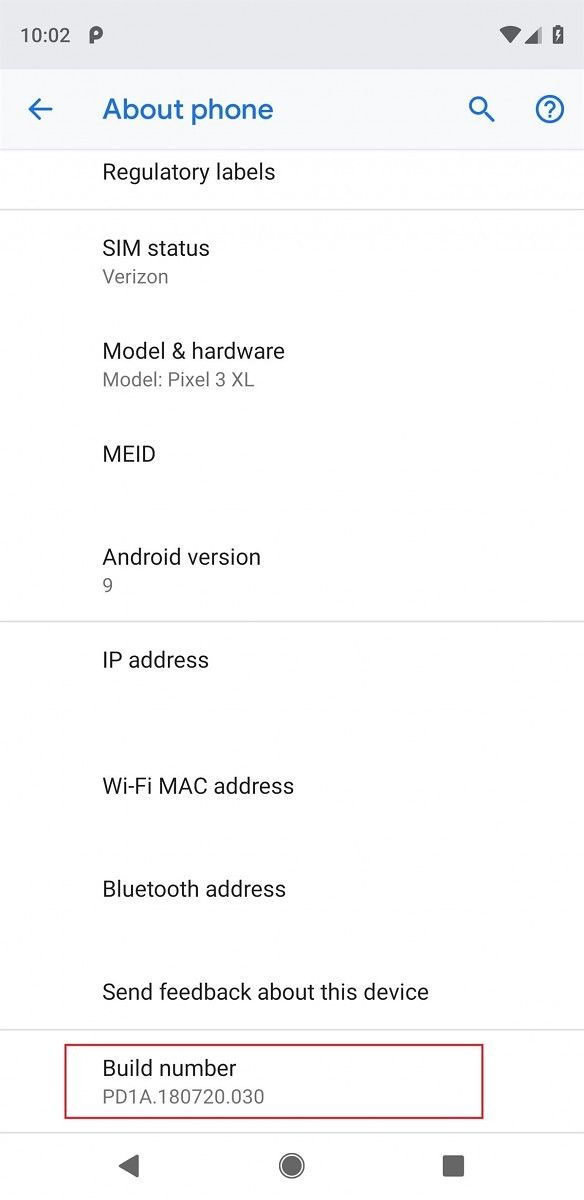 10:02
About phone
Regulatory labels
SIM status
Verizon
Model & hardware
Model: Pixel 3 XL
MEID
Android version
9
IP address
Wi-Fi MAC address
Bluetooth address
Send feedback about this device
Build number
PD1A.180720.030